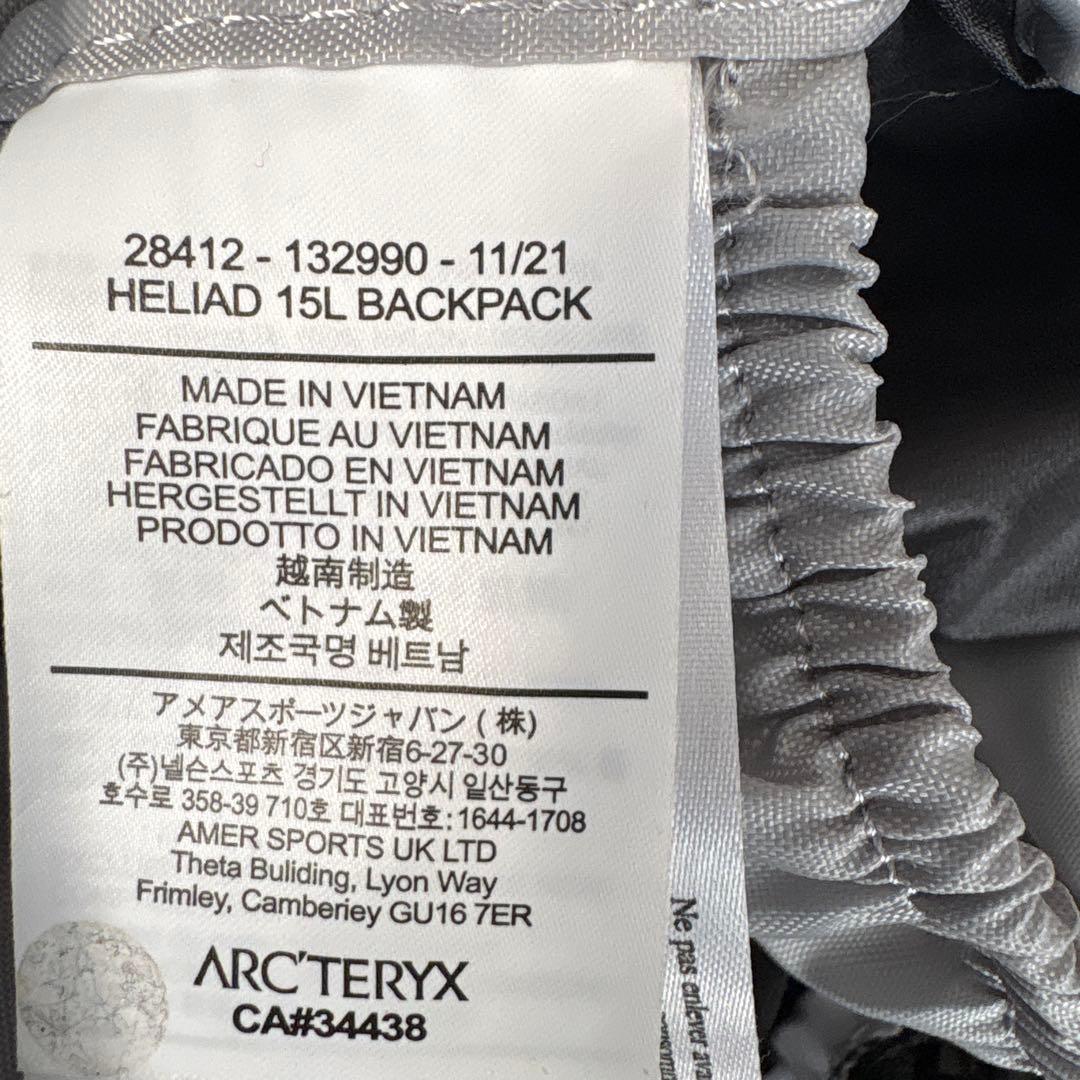 28412 - 132990 - 11/21
HELIAD 15L BACKPACK
MADE IN VIETNAM
FABRIQUE AU VIETNAM
FABRICADO EN VIETNAM
HERGESTELLT IN VIETNAM
PRODOTTO IN VIETNAM
越南制造
ベトナム製
제조국명 베트남
アメアスポーツジャパン (株)
東京都新宿区新宿6-27-30
(주)넬슨스포츠 경기도 고양시 일산동구
호수로 358-39 710호 대표번호: 1644-1708
AMER SPORTS UK LTD
Theta Buliding, Lyon Way
Frimley, Camberiey GU16 7ER
ARC'TERYX
CA#34438
Ne pas enlever